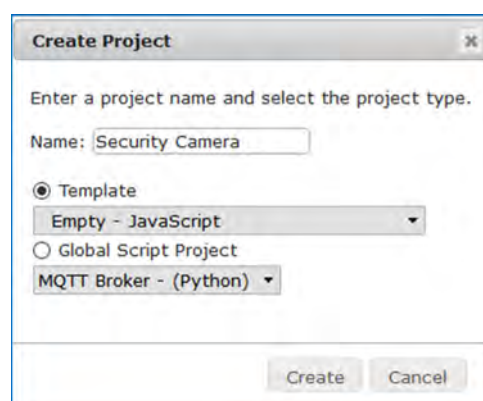 Create Project
Enter a project name and select the project type.
Name: Security Camera
Template
Empty - JavaScript
Global Script Project
MQTT Broker - (Python)
Create Cancel